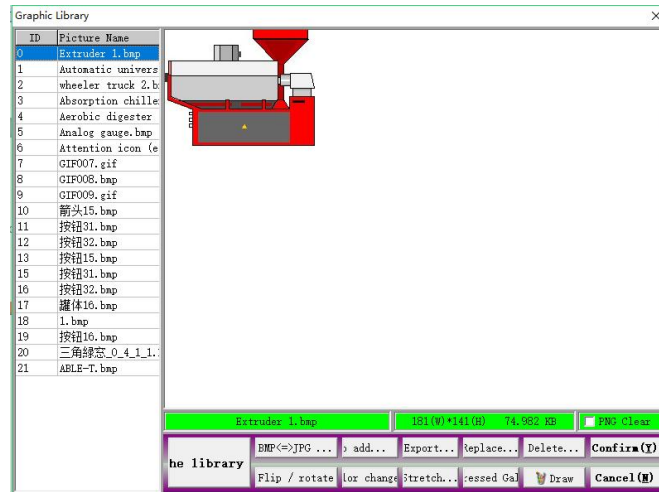 Graphic Library
ID Picture Name
0 Extruder 1.bmp
1 Automatic univers
2 wheeler truck 2.b
3 Absorption chille
4 Aerobic digester
5 Analog gauge.bmp
6 Attention icon (e
7 GIF007.gif
8 GIF008.bmp
9 GIF009.gif
10 箭头15.bmp
11 按钮31.bmp
12 按钮32.bmp
13 按钮15.bmp
15 按钮31.bmp
16 按钮32.bmp
17 罐体16.bmp
18 1.bmp
19 按钮16.bmp
20 三角緑窓_0_4_1_1.
21 ABLE-T.bmp
Extruder 1.bmp 181(W)*141(H) 74.982 KB PNG Clear
he library
BMP<=>JPG ... add... Export... Replace... Delete... Confirm(Y)
Flip / rotate lor change Stretch... ressed Gal Draw Cancel(N)